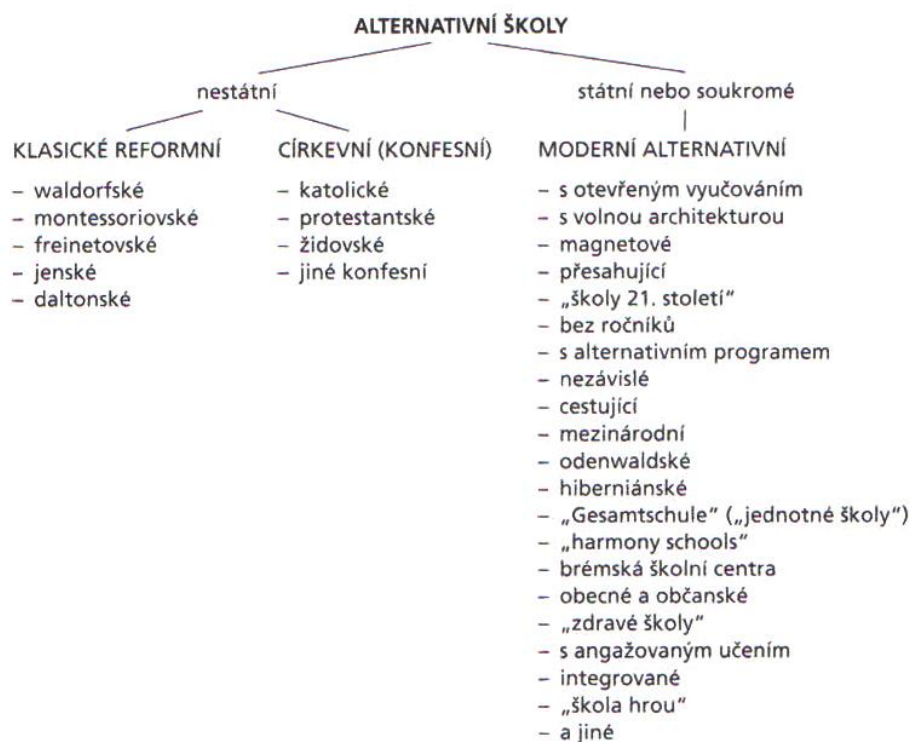 ALTERNATIVNÍ ŠKOLY
nestátní
státní nebo soukromé
KLASICKÉ REFORMNÍ
– waldorfské
– montessoriovské
– freinetovské
– jenské
– daltonské
CÍRKEVNÍ (KONFESNÍ)
– katolické
– protestantské
– židovské
– jiné konfesní
MODERNÍ ALTERNATIVNÍ
– s otevřeným vyučováním
– s volnou architekturou
– magnetové
– přesahující
– „školy 21. století"
– bez ročníků
– s alternativním programem
– nezávislé
– cestující
– mezinárodní
– odenwaldské
– hiberniánské
– „Gesamtschule" („jednotné školy")
– „harmony schools"
– brémská školní centra
– obecné a občanské
– „zdravé školy"
– s angažovaným učením
– integrované
– „škola hrou"
– a jiné